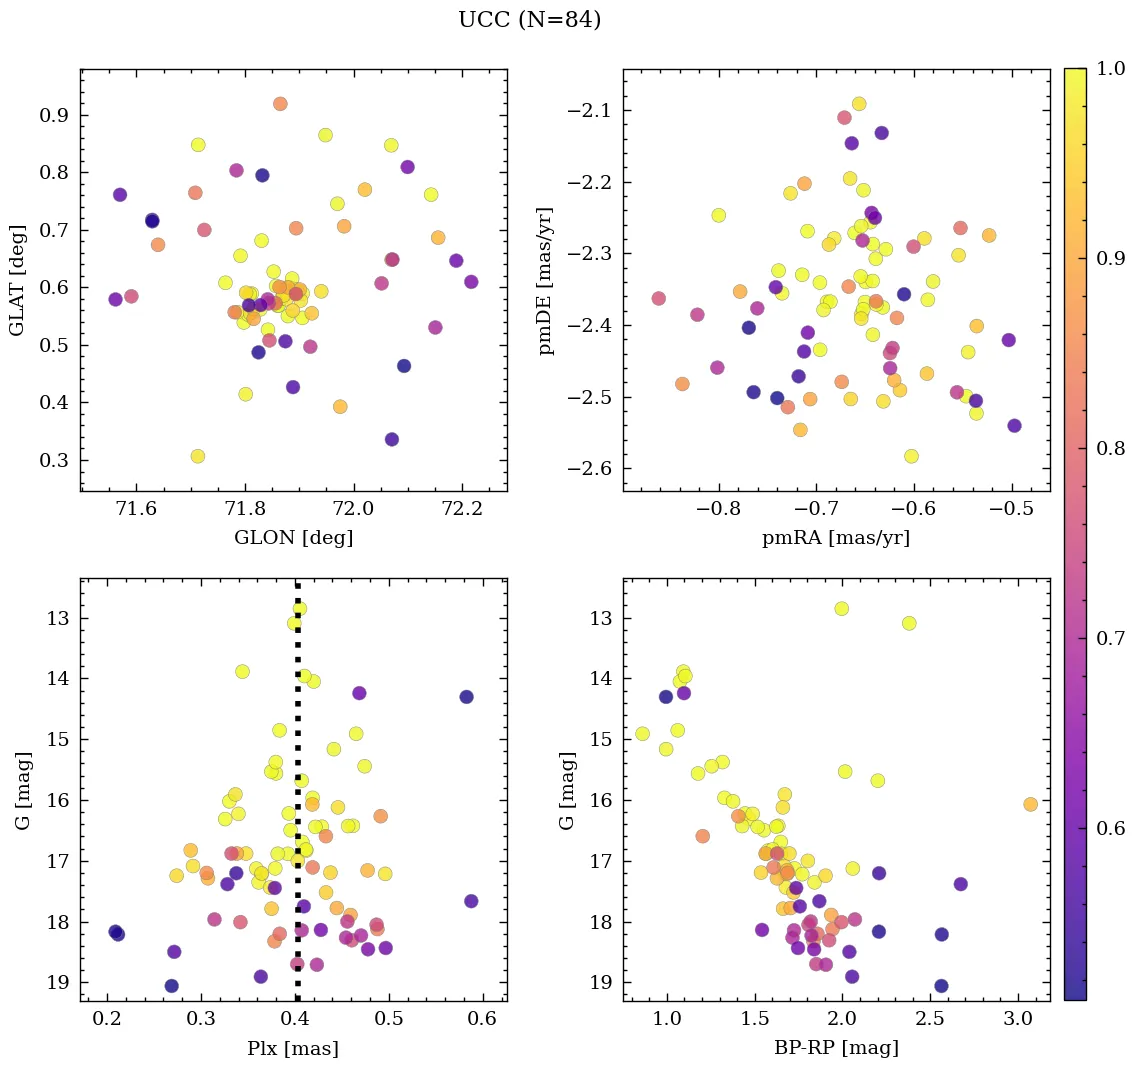 UCC (N=84)
0.9
0.8
0.7
0.6
0.5
0.4
0.3
GLAT [deg]
71.6 71.8 72.0 72.2
GLON [deg]
−2.1
−2.2
−2.3
−2.4
−2.5
−2.6
pmDE [mas/yr]
−0.8 −0.7 −0.6 −0.5
pmRA [mas/yr]
1.0
0.9
0.8
0.7
0.6
13
14
15
16
17
18
19
G [mag]
0.2 0.3 0.4 0.5 0.6
Plx [mas]
13
14
15
16
17
18
19
G [mag]
1.0 1.5 2.0 2.5 3.0
BP-RP [mag]